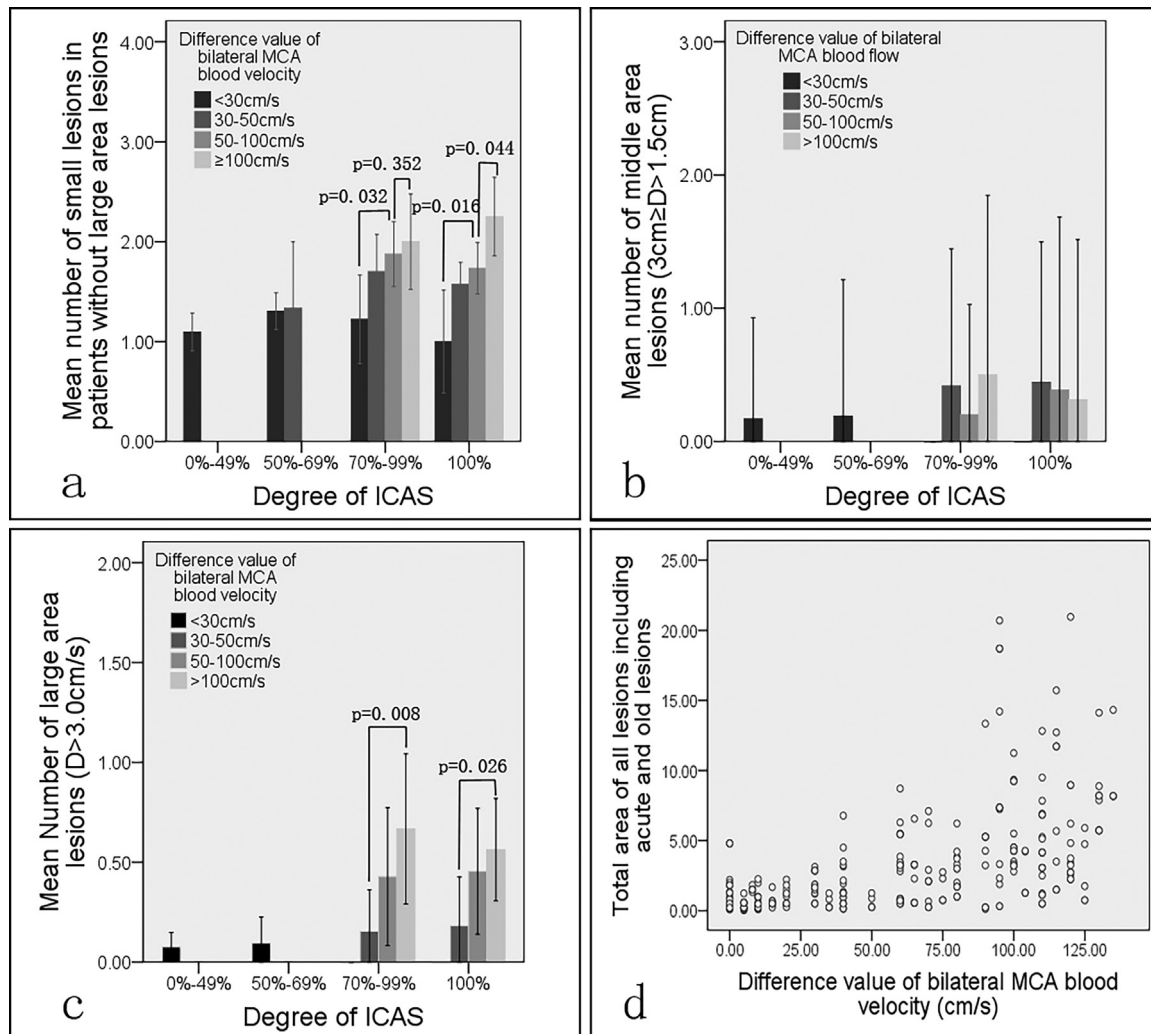 Mean number of small lesions in
patients without large area lesions
4.00
3.00
2.00
1.00
0.00
Difference value of
bilateral MCA
blood velocity
<30cm/s
30-50cm/s
50-100cm/s
≥100cm/s
p=0.032
p=0.352
p=0.016
p=0.044
0%-49%
50%-69%
70%-99%
100%
Degree of ICAS
a
Mean number of middle area
lesions (3cm≥D>1.5cm)
3.00
2.00
1.00
0.00
Difference value of bilateral
MCA blood flow
<30cm/s
30-50cm/s
50-100cm/s
>100cm/s
0%-49%
50%-69%
70%-99%
100%
Degree of ICAS
b
Mean Number of large area
lesions (D>3.0cm/s)
2.00
1.50
1.00
0.50
0.00
Difference value of
bilateral MCA
blood velocity
<30cm/s
30-50cm/s
50-100cm/s
>100cm/s
p=0.008
p=0.026
0%-49%
50%-69%
70%-99%
100%
Degree of ICAS
c
Total area of all lesions including
acute and old lesions
25.00
20.00
15.00
10.00
5.00
0.00
0.00
25.00
50.00
75.00
100.00
125.00
Difference value of bilateral MCA blood
velocity (cm/s)
d